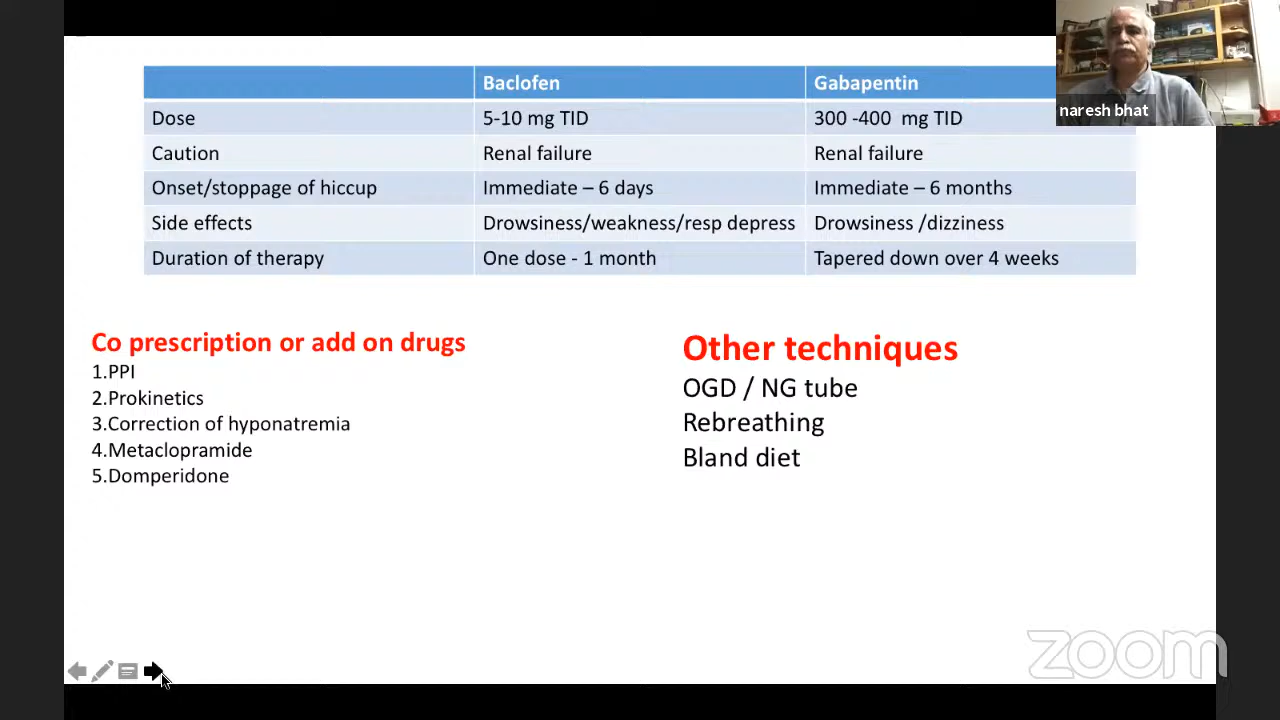 Baclofen Gabapentin
naresh bhat
Dose 5-10 mg TID 300 -400  mg TID
Caution Renal failure Renal failure
Onset/stoppage of hiccup Immediate – 6 days Immediate – 6 months
Side effects Drowsiness/weakness/resp depress Drowsiness /dizziness
Duration of therapy One dose - 1 month Tapered down over 4 weeks
Co prescription or add on drugs
1.PPI
2.Prokinetics
3.Correction of hyponatremia
4.Metaclopramide
5.Domperidone
Other techniques
OGD / NG tube
Rebreathing
Bland diet
zoom